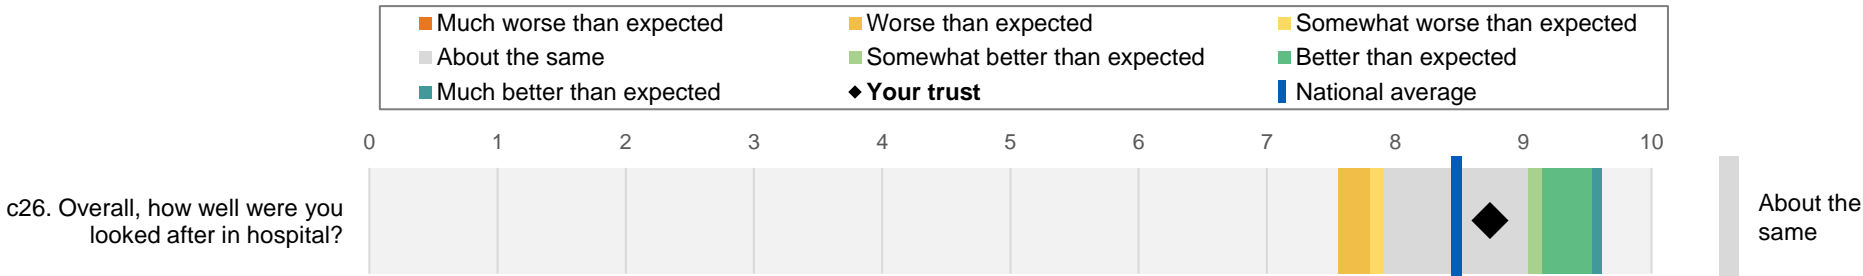 Much worse than expected
Worse than expected
Somewhat worse than expected
About the same
Somewhat better than expected
Better than expected
Much better than expected
Your trust
National average
0 1 2 3 4 5 6 7 8 9 10
c26. Overall, how well were you
looked after in hospital?
About the
same